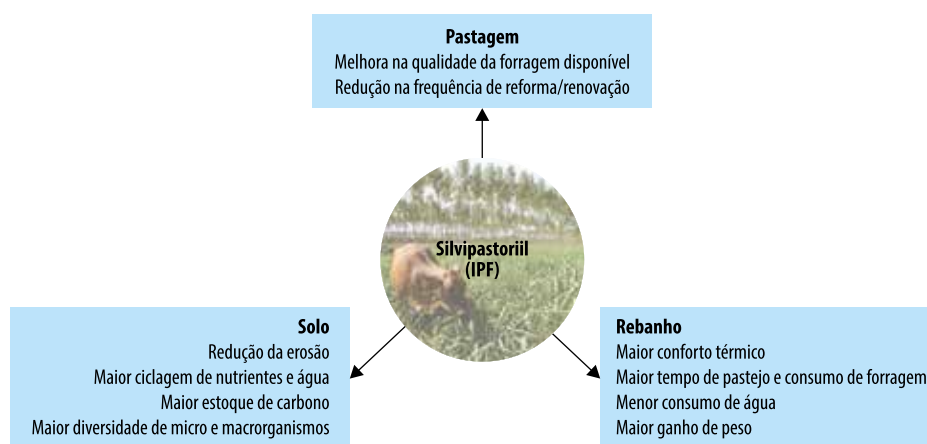 Pastagem
Melhora na qualidade da forragem disponível
Redução na frequência de reforma/renovação
Silvipastoriil
(IPF)
Solo
Redução da erosão
Maior ciclagem de nutrientes e água
Maior estoque de carbono
Maior diversidade de micro e macrorganismos
Rebanho
Maior conforto térmico
Maior tempo de pastejo e consumo de forragem
Menor consumo de água
Maior ganho de peso